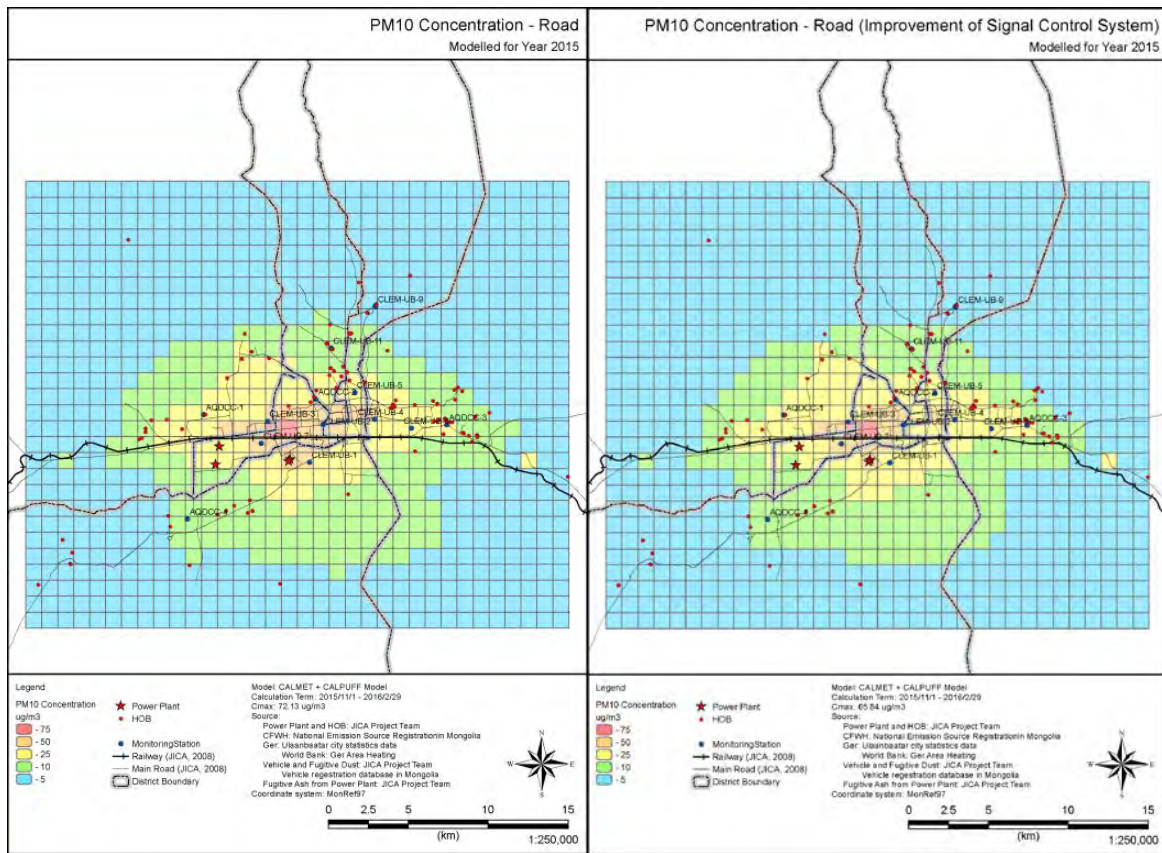 PM10 Concentration - Road
Modelled for Year 2015
CLEM-UB-9
CLEM-UB-11
CLEM-UB-5
AQDCC-2
AQDCC-1
CLEM-UB-3
CLEM-UB-4
AQDCC-3
CLEM-UB-1
Legend
PM10 Concentration
ug/m3
- 75
- 50
- 25
- 10
- 5
Power Plant
HOB
MonitoringStation
Railway (JICA, 2008)
Main Road (JICA, 2008)
District Boundary
Model: CALMET + CALPUFF Model
Calculation Term: 2015/11/1 - 2016/2/29
Cmax: 72.13 ug/m3
Source:
Power Plant and HOB: JICA Project Team
CFWH: National Emission Source Registrationin Mongolia
Ger: Ulaanbaatar city statistics data
World Bank: Ger Area Heating
Vehicle and Fugitive Dust: JICA Project Team
Vehicle regestration database in Mongolia
Fugitive Ash from Power Plant: JICA Project Team
Coordinate system: MonRef97
N
W E
S
0 2.5 5 10 15
(km)
1:250,000
PM10 Concentration - Road (Improvement of Signal Control System)
Modelled for Year 2015
CLEM-UB-9
CLEM-UB-11
CLEM-UB-5
AQDCC-1
CLEM-UB-3
CLEM-UB-4
CLEM-UB-1
Legend
PM10 Concentration
ug/m3
- 75
- 50
- 25
- 10
- 5
Power Plant
HOB
MonitoringStation
Railway (JICA, 2008)
Main Road (JICA, 2008)
District Boundary
Model: CALMET + CALPUFF Model
Calculation Term: 2015/11/1 - 2016/2/29
Cmax: 65.84 ug/m3
Source:
Power Plant and HOB: JICA Project Team
CFWH: National Emission Source Registrationin Mongolia
Ger: Ulaanbaatar city statistics data
World Bank: Ger Area Heating
Vehicle and Fugitive Dust: JICA Project Team
Vehicle regestration database in Mongolia
Fugitive Ash from Power Plant: JICA Project Team
Coordinate system: MonRef97
N
W E
S
0 2.5 5 10 15
(km)
1:250,000